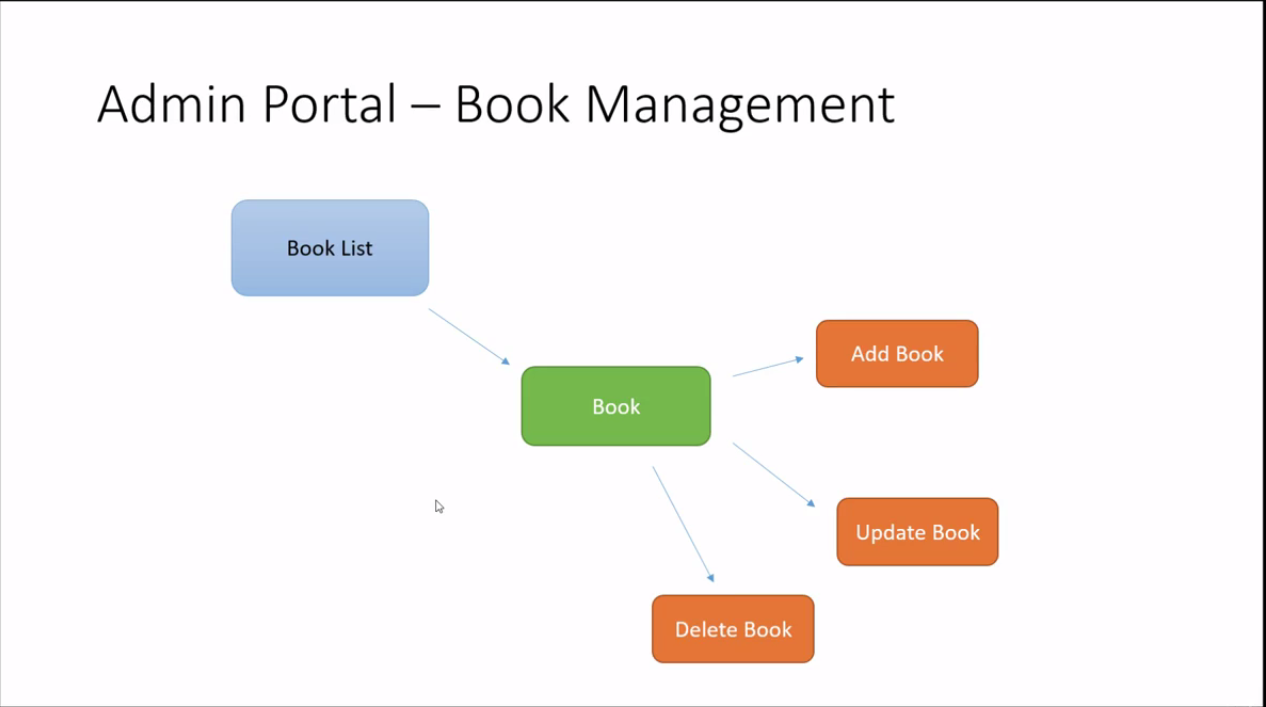 Admin Portal – Book Management
Book List
Add Book
Book
Update Book
Delete Book